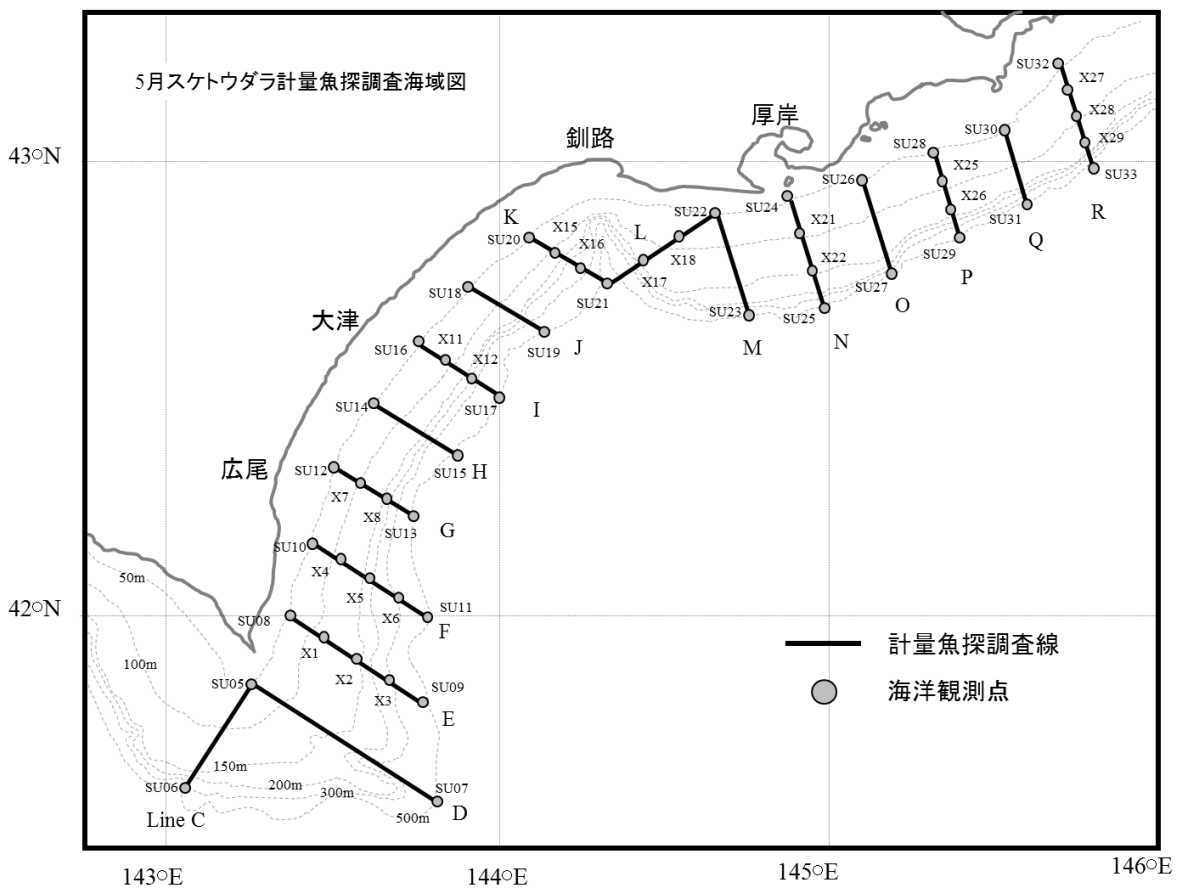 5月スケトウダラ計量魚探調査海域図
SU32
X27
厚岸
X28
SU30
釧路
X29
43○N
SU28
X25
SU33
SU26
SU24
X26
R
SU22
SU31
K
X15
L
X21
Q
SU20
X16
SU29
X18
X22
P
SU27
X17
SU18
SU21
O
SU23
SU25
大津
N
SU16
X11
SU19
J
M
X12
SU17
I
SU14
広尾
SU12
SU15
H
X7
X8
SU13
G
SU10
X4
50m
X5
42○N
SU08
X6
SU11
F
計量魚探調査線
X1
100m
X2
SU05
X3
SU09
海洋観測点
E
150m
SU06
200m
300m
SU07
Line C
500m
D
143○E
144○E
145○E
146○E